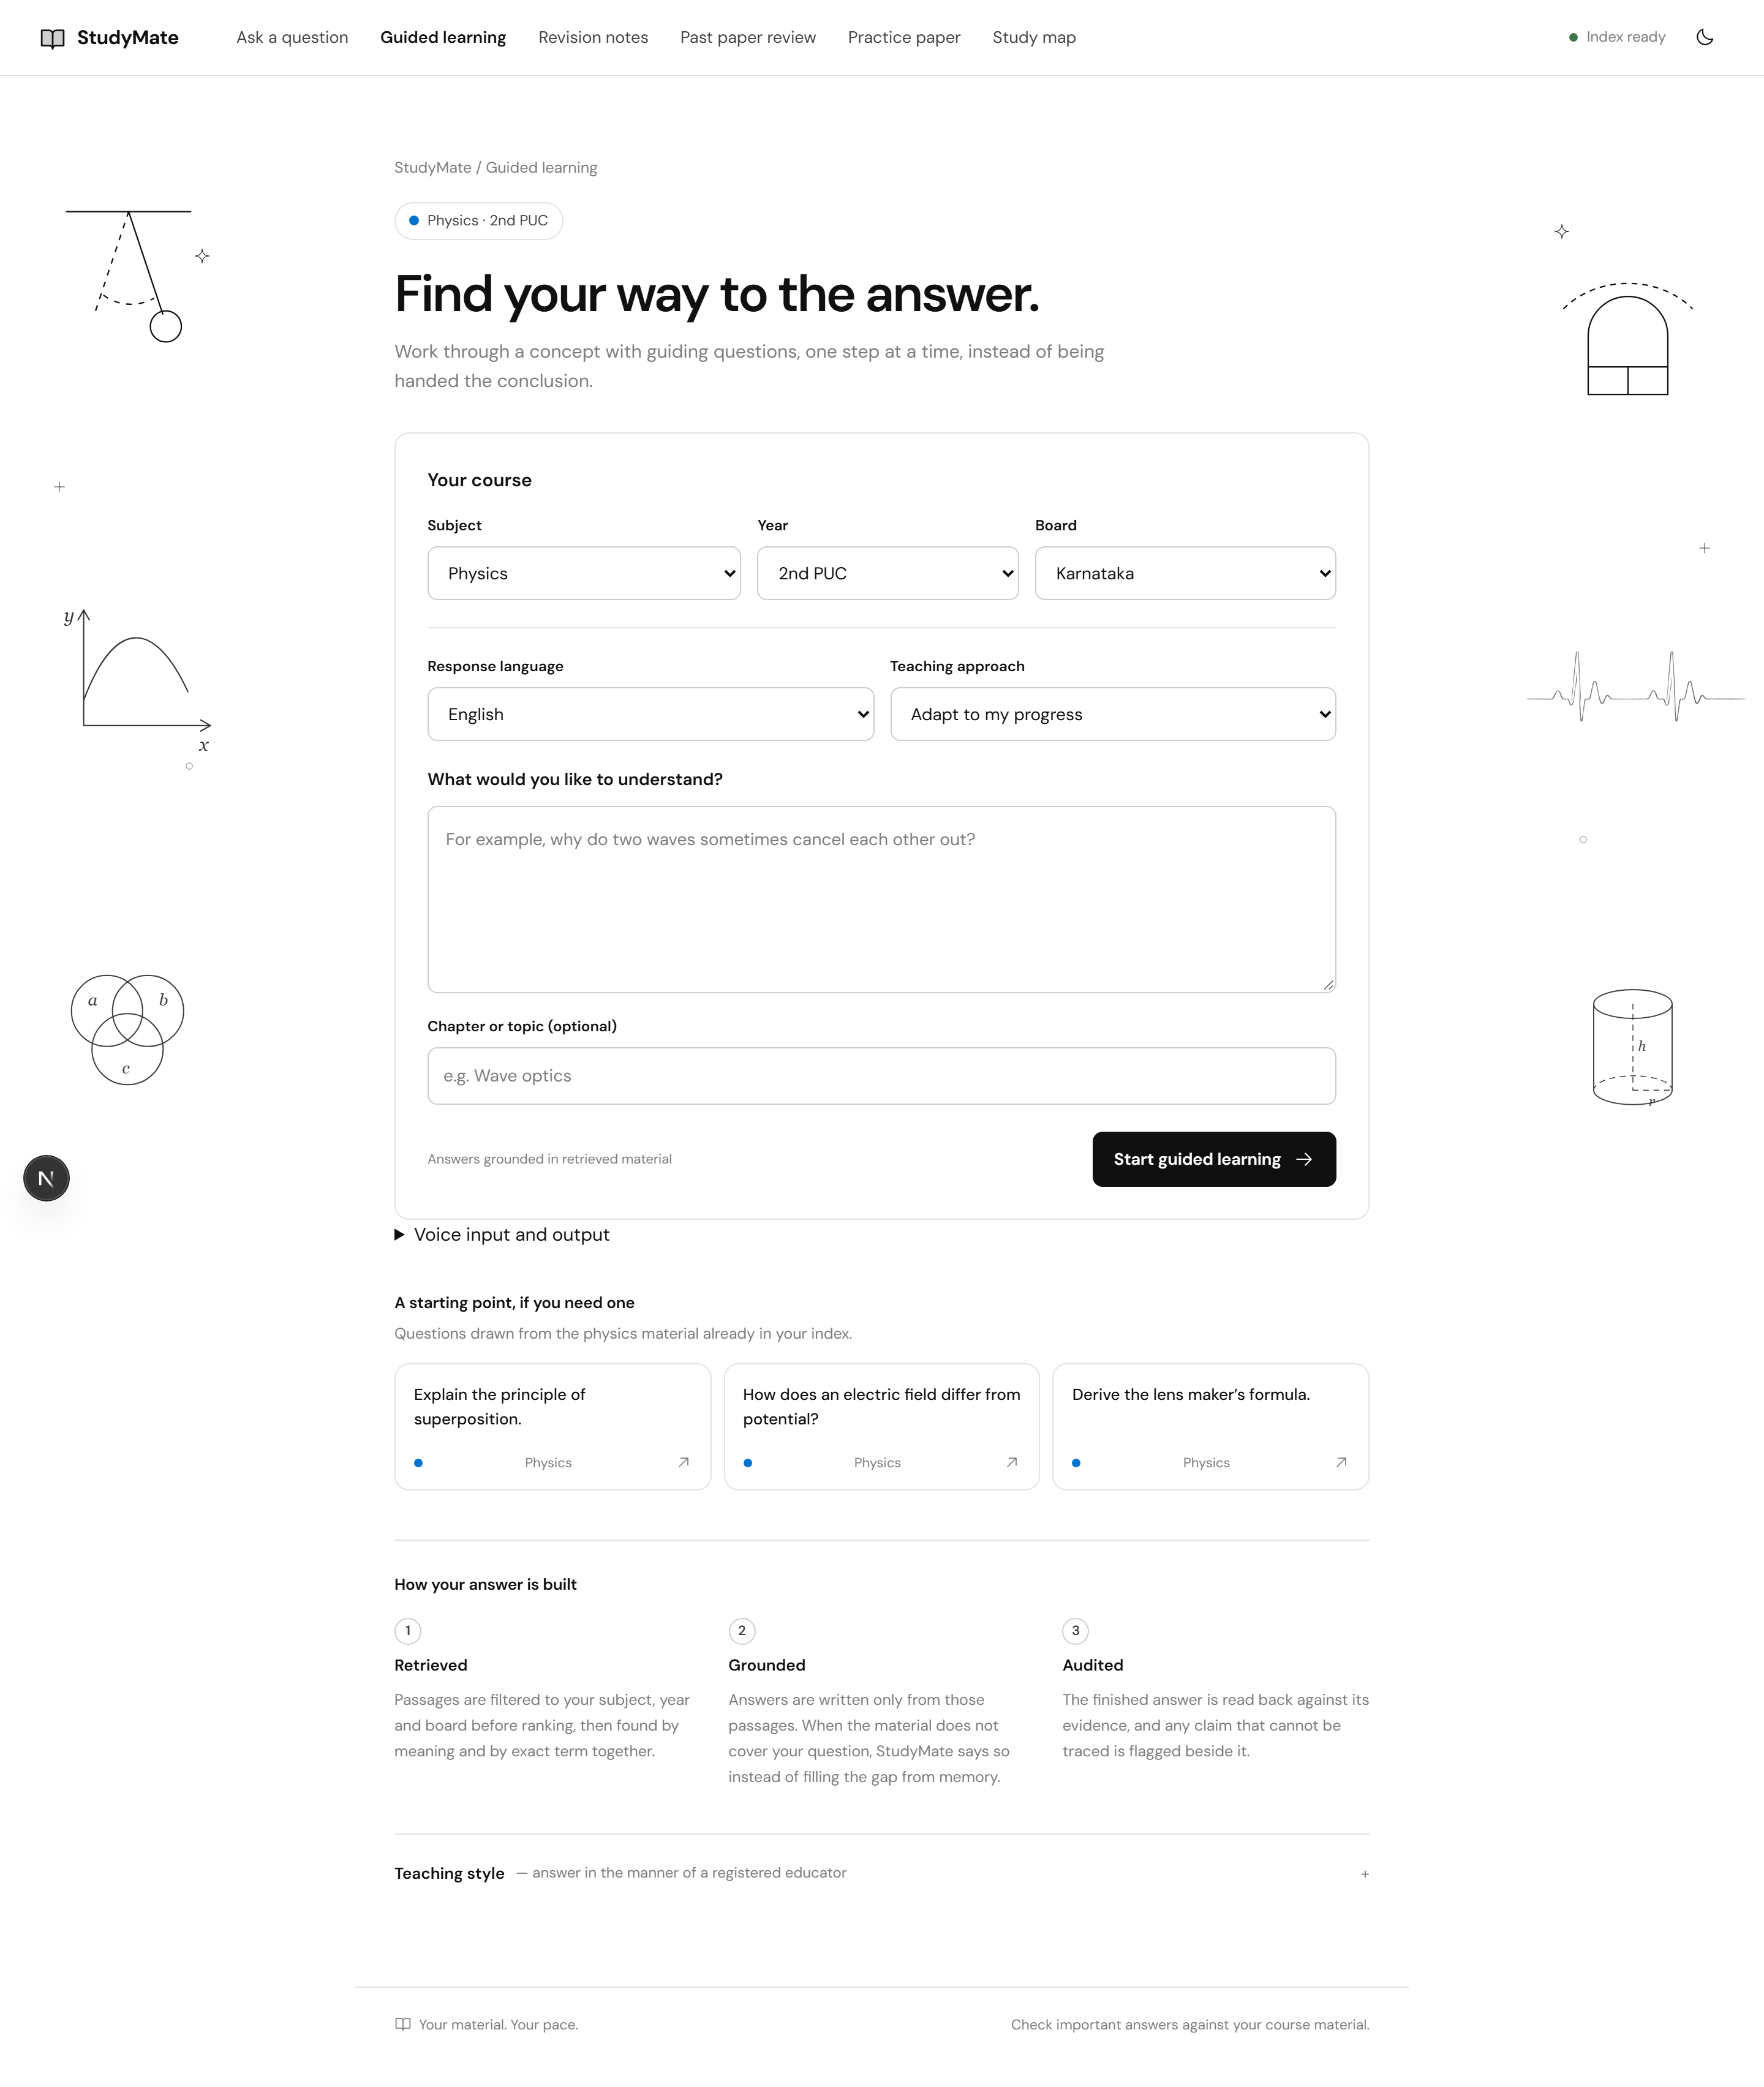 StudyMate
Ask a question
Guided learning
Revision notes
Past paper review
Practice paper
Study map
Index ready
StudyMate / Guided learning
Physics · 2nd PUC
Find your way to the answer.
Work through a concept with guiding questions, one step at a time, instead of being
handed the conclusion.
Your course
Subject
Year
Board
Physics
2nd PUC
Karnataka
Response language
Teaching approach
English
Adapt to my progress
What would you like to understand?
For example, why do two waves sometimes cancel each other out?
Chapter or topic (optional)
e.g. Wave optics
Answers grounded in retrieved material
Start guided learning →
y
x
a
b
c
h
r
N
Voice input and output
A starting point, if you need one
Questions drawn from the physics material already in your index.
Explain the principle of
superposition.
Physics
How does an electric field differ from
potential?
Physics
Derive the lens maker’s formula.
Physics
How your answer is built
1
Retrieved
Passages are filtered to your subject, year
and board before ranking, then found by
meaning and by exact term together.
2
Grounded
Answers are written only from those
passages. When the material does not
cover your question, StudyMate says so
instead of filling the gap from memory.
3
Audited
The finished answer is read back against its
evidence, and any claim that cannot be
traced is flagged beside it.
Teaching style — answer in the manner of a registered educator +
Your material. Your pace.
Check important answers against your course material.